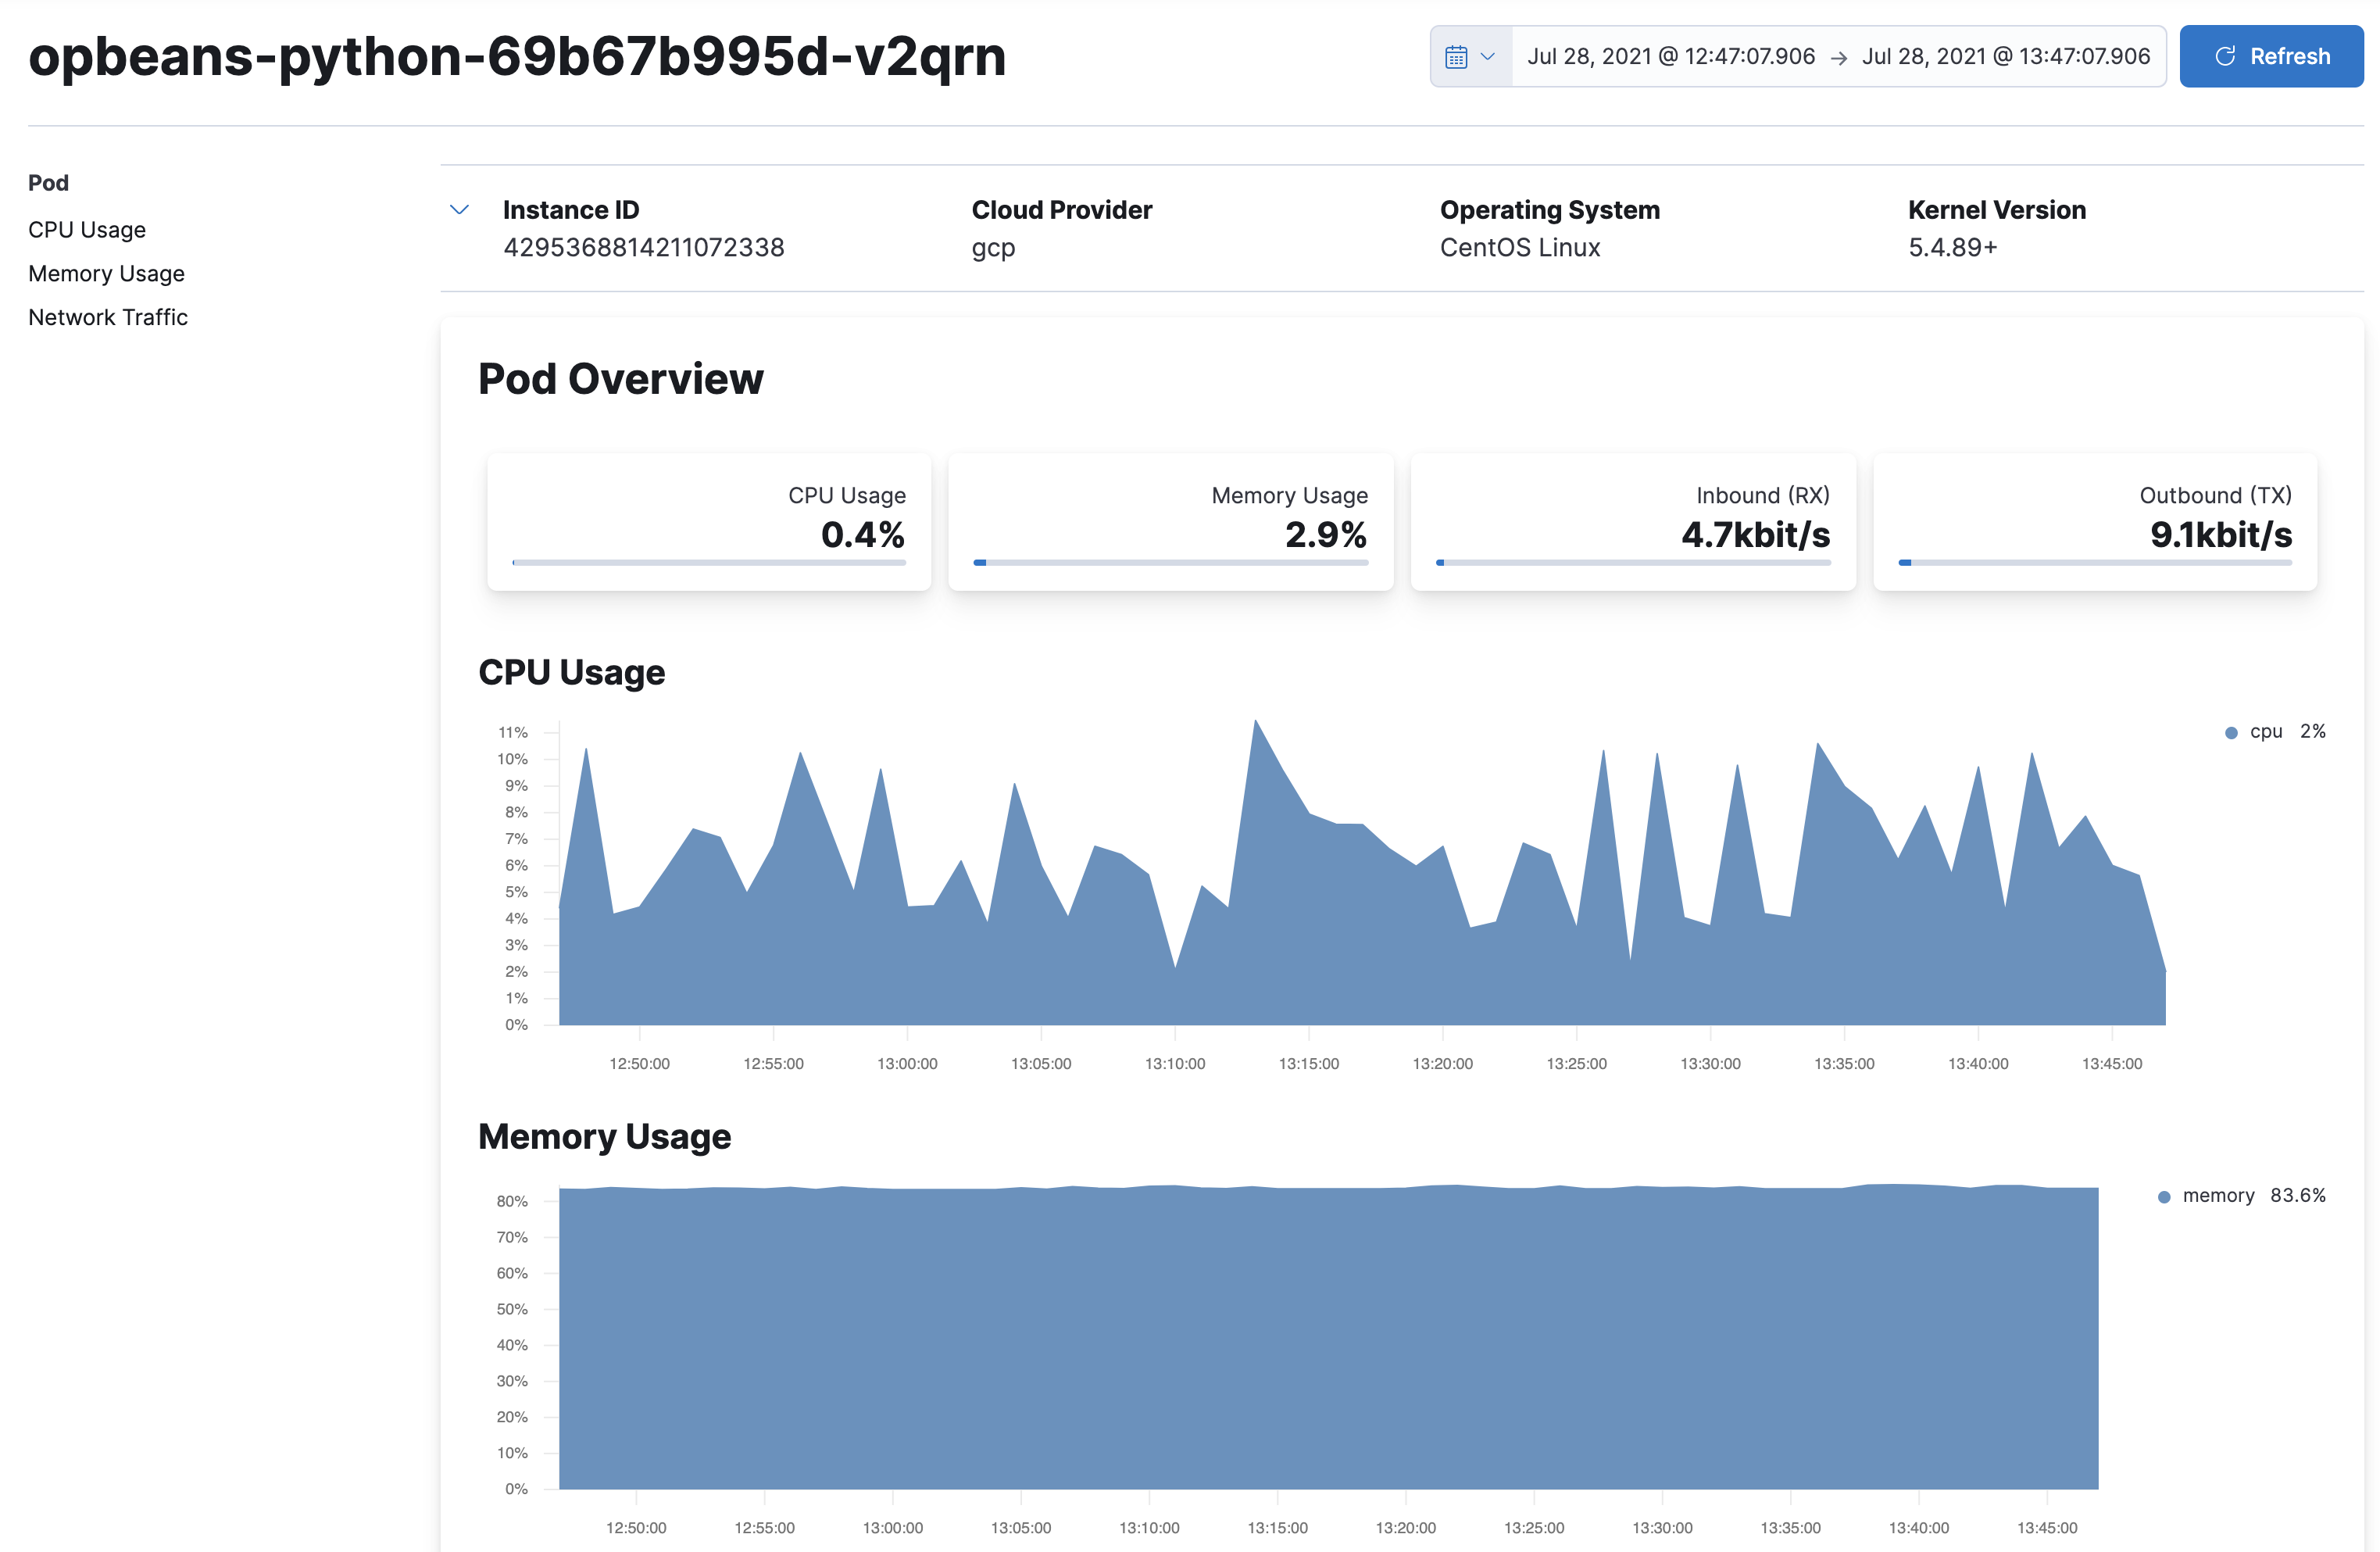 opbeans-python-69b67b995d-v2qrn
Jul 28, 2021 @ 12:47:07.906 → Jul 28, 2021 @ 13:47:07.906
Refresh
Pod
CPU Usage
Memory Usage
Network Traffic
Instance ID
4295368814211072338
Cloud Provider
gcp
Operating System
CentOS Linux
Kernel Version
5.4.89+
Pod Overview
CPU Usage
0.4%
Memory Usage
2.9%
Inbound (RX)
4.7kbit/s
Outbound (TX)
9.1kbit/s
CPU Usage
11%
10%
9%
8%
7%
6%
5%
4%
3%
2%
1%
0%
12:50:00 12:55:00 13:00:00 13:05:00 13:10:00 13:15:00 13:20:00 13:25:00 13:30:00 13:35:00 13:40:00 13:45:00
cpu 2%
Memory Usage
80%
70%
60%
50%
40%
30%
20%
10%
0%
12:50:00 12:55:00 13:00:00 13:05:00 13:10:00 13:15:00 13:20:00 13:25:00 13:30:00 13:35:00 13:40:00 13:45:00
memory 83.6%